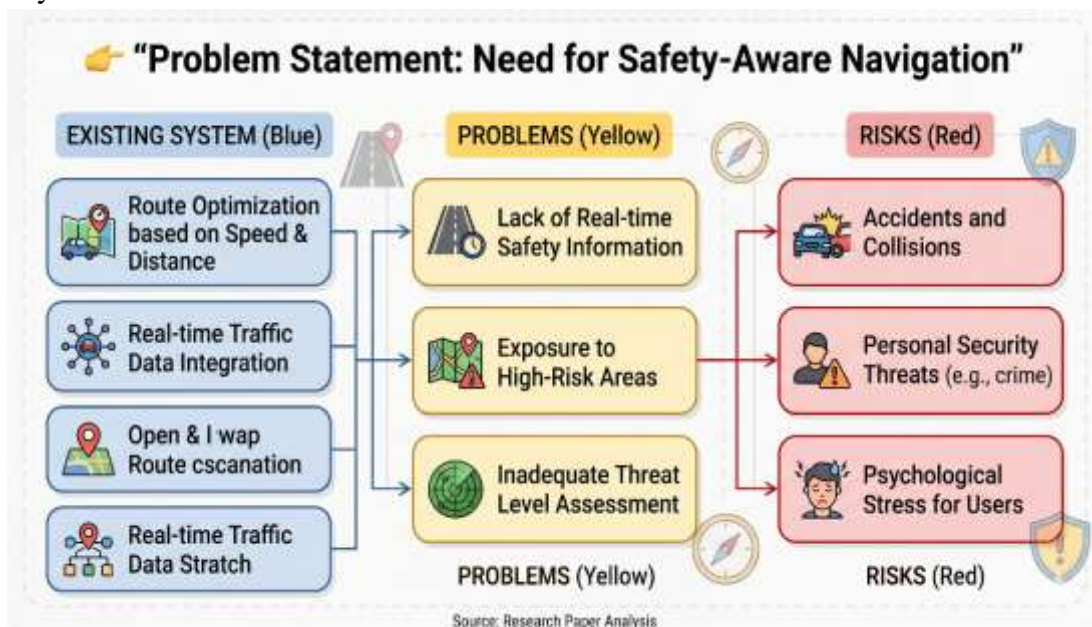 👉 “Problem Statement: Need for Safety-Aware Navigation”
EXISTING SYSTEM (Blue)
Route Optimization
based on Speed &
Distance
Real-time Traffic
Data Integration
Open & I wap
Route cscanation
Real-time Traffic
Data Stratch
PROBLEMS (Yellow)
Lack of Real-time
Safety Information
Exposure to
High-Risk Areas
Inadequate Threat
Level Assessment
PROBLEMS (Yellow)
RISKS (Red)
Accidents and
Collisions
Personal Security
Threats (e.g., crime)
Psychological
Stress for Users
RISKS (Red)
Source: Research Paper Analysis